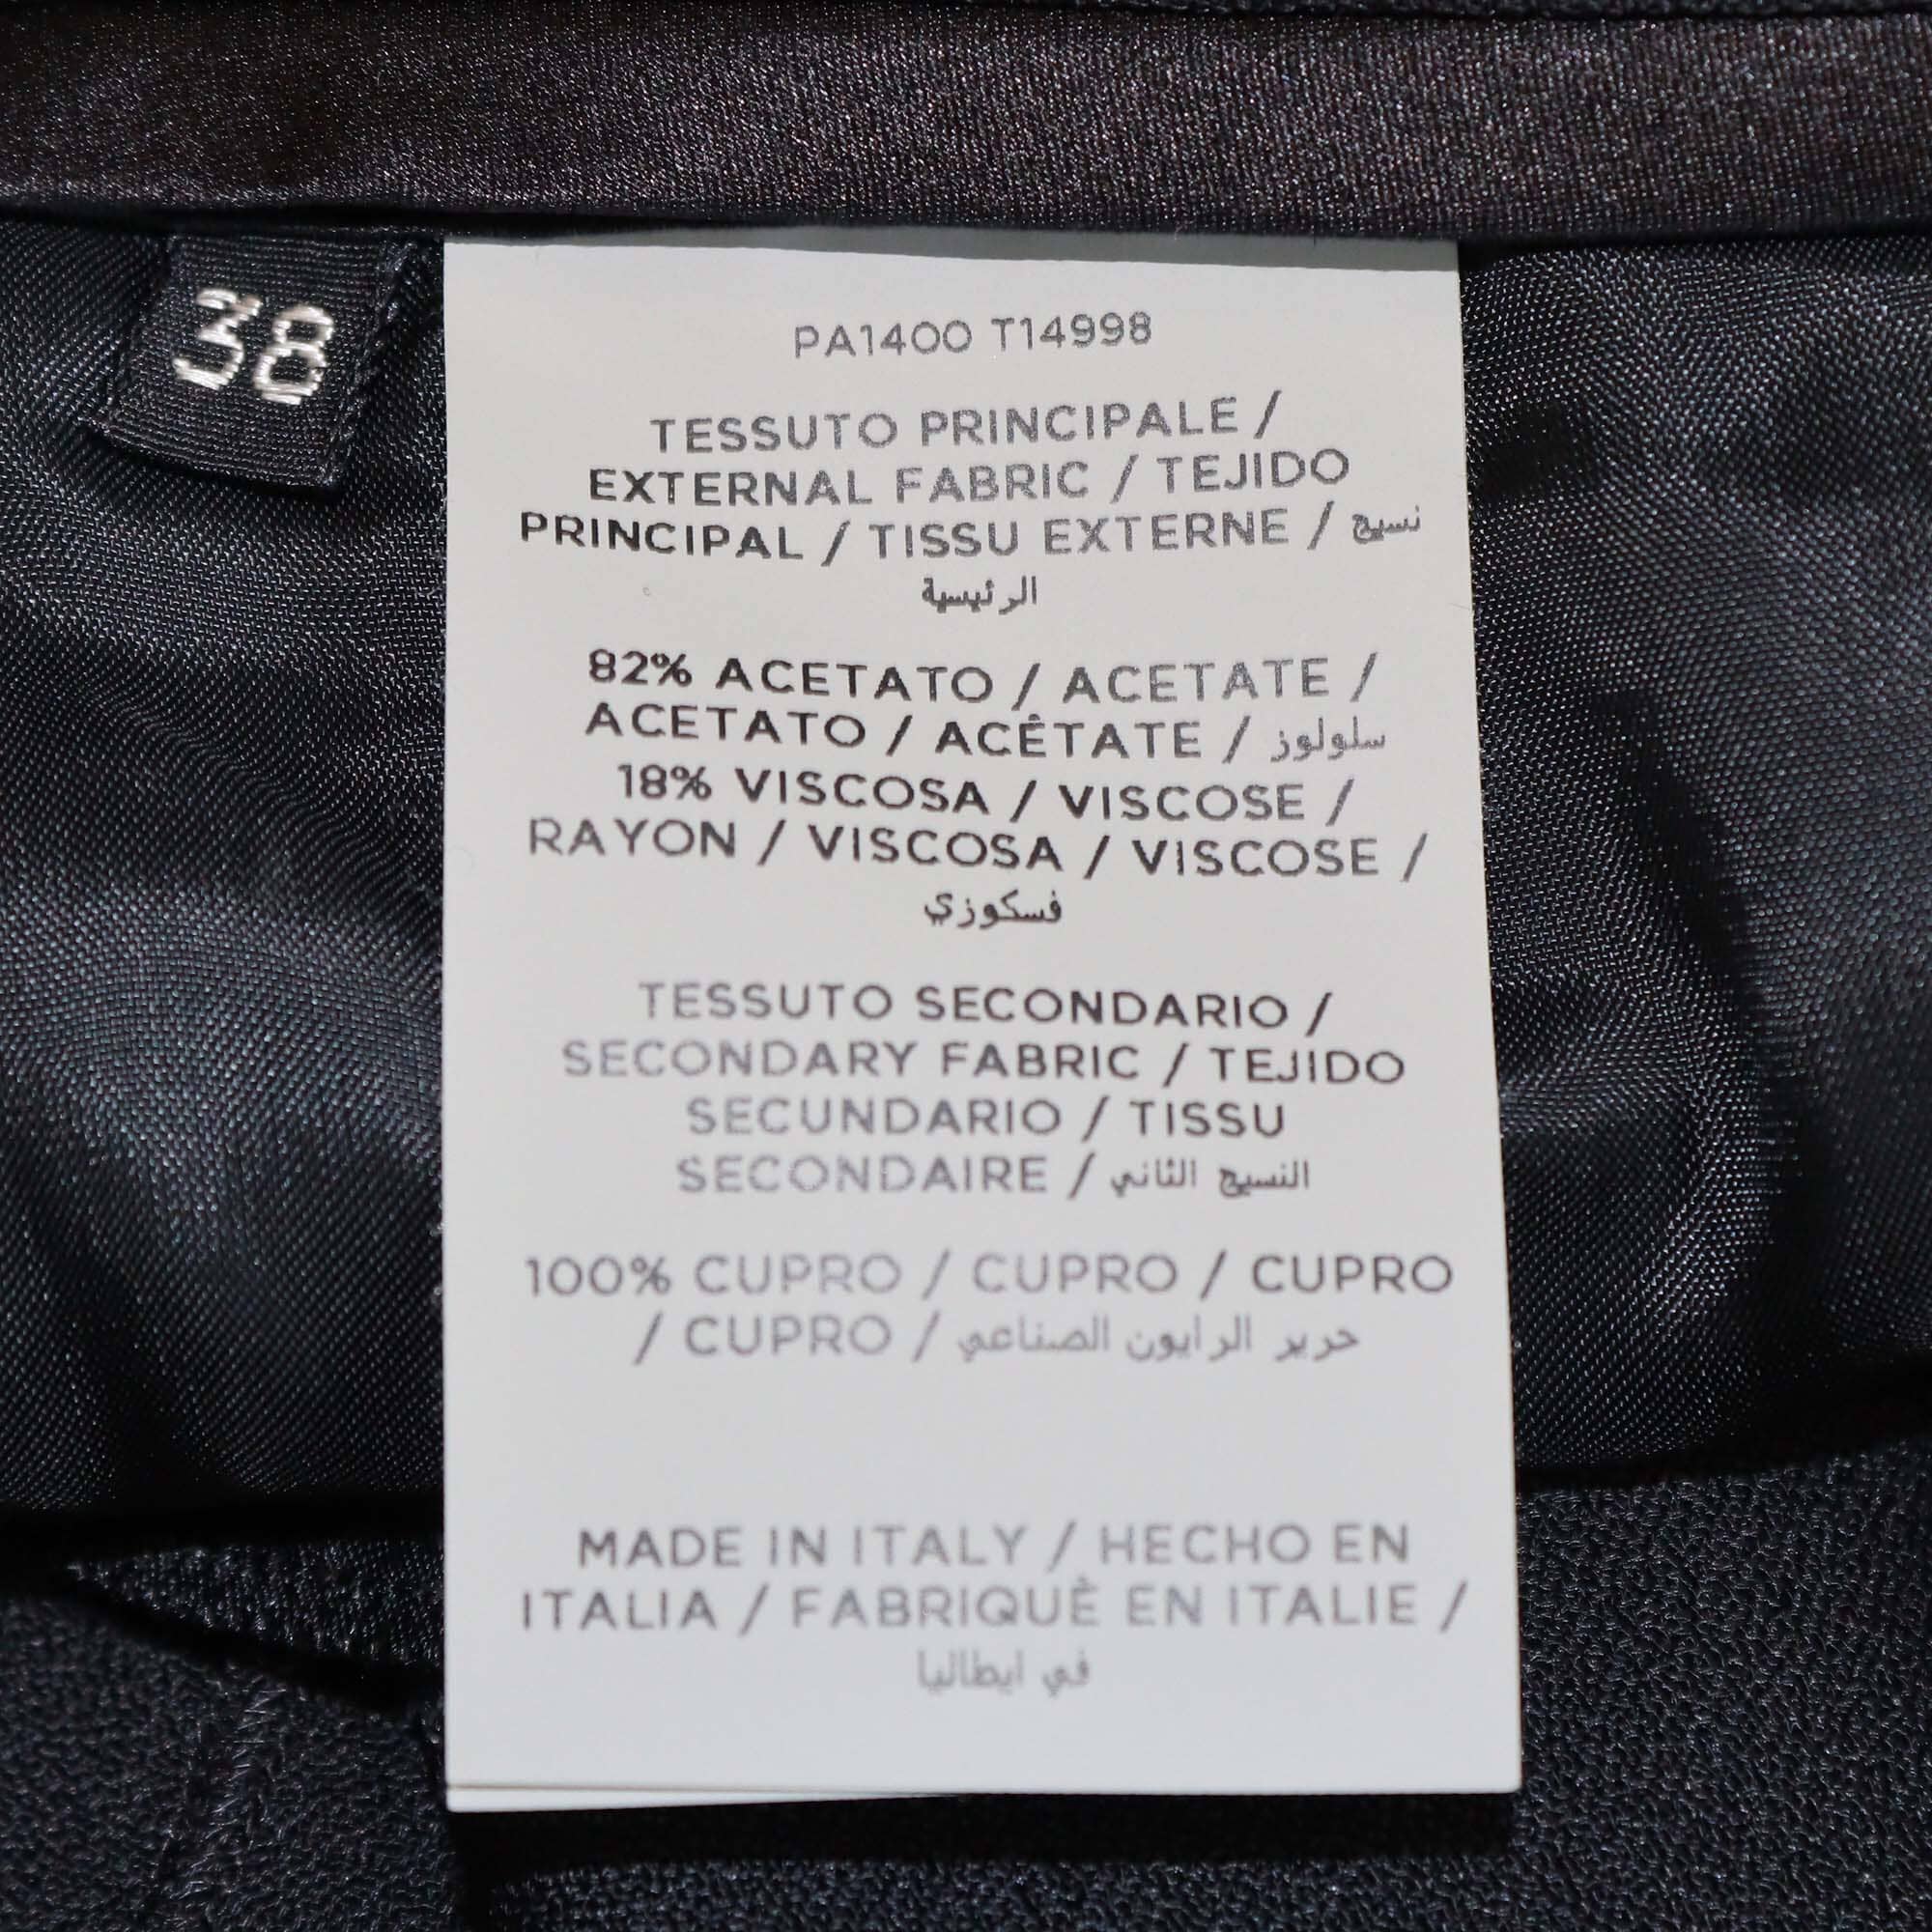 38
PA1400 T14998
TESSUTO PRINCIPALE /
EXTERNAL FABRIC / TEJIDO
PRINCIPAL / TISSU EXTERNE / نسيج
الرئيسية
82% ACETATO / ACETATE /
ACETATO / ACÉTATE / سلولوز
18% VISCOSA / VISCOSE /
RAYON / VISCOSA / VISCOSE /
فسكوزي
TESSUTO SECONDARIO /
SECONDARY FABRIC / TEJIDO
SECUNDARIO / TISSU
SECONDAIRE / النسيج الثاني
100% CUPRO / CUPRO / CUPRO
/ CUPRO / حرير الرايون الصناعي
MADE IN ITALY / HECHO EN
ITALIA / FABRIQUÈ EN ITALIE /
في ايطاليا